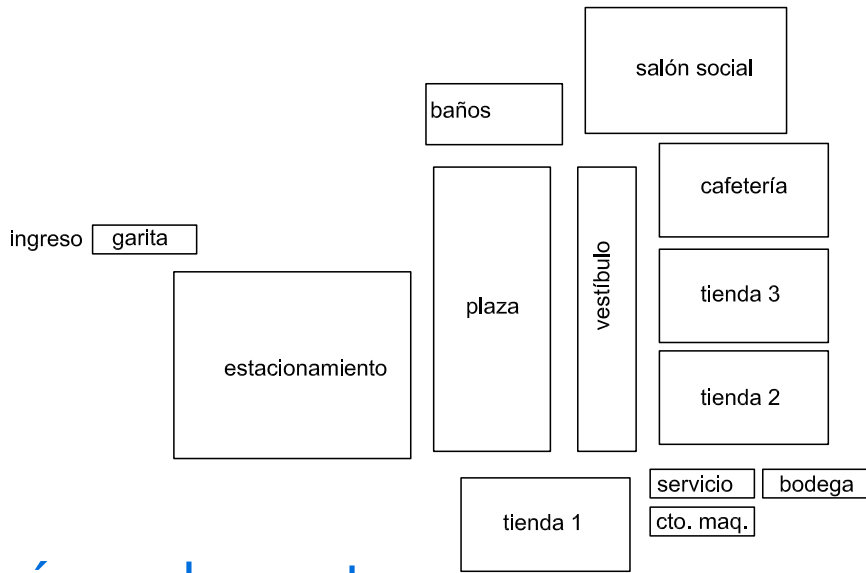 salón social
baños
cafetería
ingreso
garita
vestíbulo
tienda 3
plaza
estacionamiento
tienda 2
servicio
bodega
tienda 1
cto. maq.